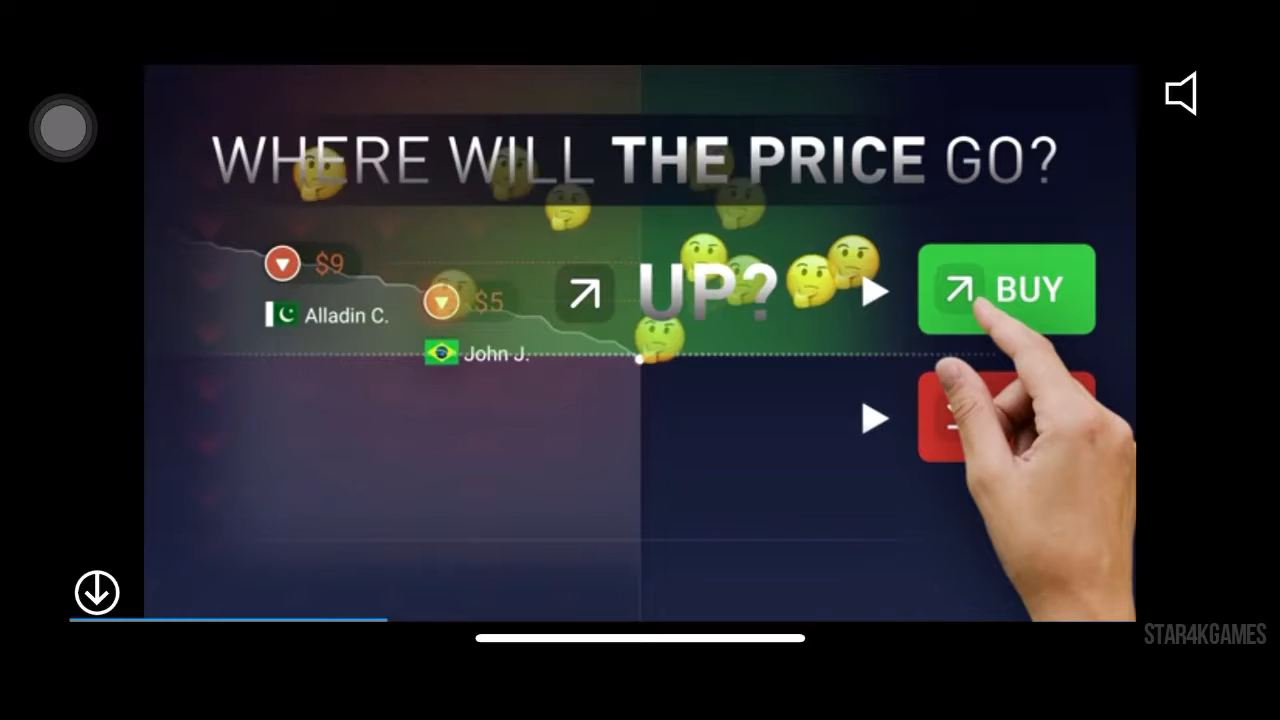 WHERE WILL THE PRICE GO?
$9
Alladin C.
$5
John J.
UP?
BUY
STAR4KGAMES